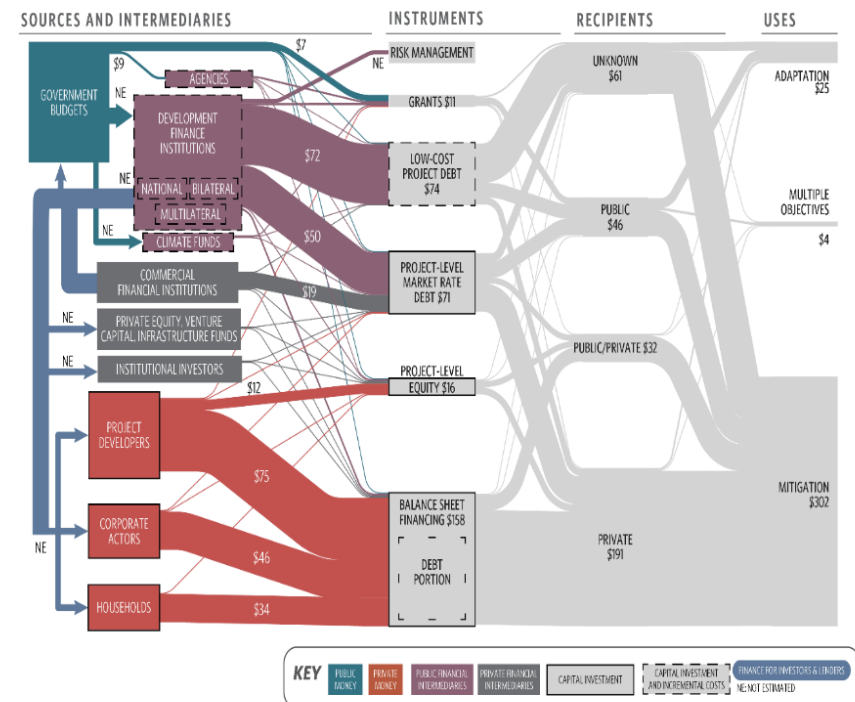 SOURCES AND INTERMEDIARIES
INSTRUMENTS
RECIPIENTS
USES
GOVERNMENT
BUDGETS
$9
$7
NE
AGENCIES
NE
DEVELOPMENT
FINANCE
INSTITUTIONS
NE
NATIONAL
BILATERAL
MULTILATERAL
NE
CLIMATE FUNDS
COMMERCIAL
FINANCIAL INSTITUTIONS
NE
PRIVATE EQUITY, VENTURE
CAPITAL, INFRASTRUCTURE FUNDS
NE
INSTITUTIONAL INVESTORS
PROJECT
DEVELOPERS
CORPORATE
ACTORS
NE
HOUSEHOLDS
$72
$50
$19
$12
$75
$46
$34
RISK MANAGEMENT
NE
GRANTS $11
LOW-COST
PROJECT DEBT
$74
PROJECT-LEVEL
MARKET RATE
DEBT $71
PROJECT-LEVEL
EQUITY $16
BALANCE SHEET
FINANCING $158
DEBT
PORTION
UNKNOWN
$61
PUBLIC
$46
PUBLIC/PRIVATE $32
PRIVATE
$191
ADAPTATION
$25
MULTIPLE
OBJECTIVES
$4
MITIGATION
$302
KEY
PUBLIC
MONEY
PRIVATE
MONEY
PUBLIC FINANCIAL
INTERMEDIARIES
PRIVATE FINANCIAL
INTERMEDIARIES
CAPITAL INVESTMENT
CAPITAL INVESTMENT
AND INCREMENTAL COSTS
FINANCE FOR INVESTORS & LENDERS
NE: NOT ESTIMATED